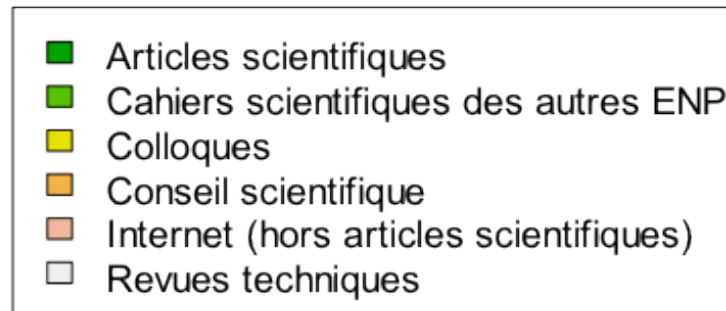 Articles scientifiques
Cahiers scientifiques des autres ENP
Colloques
Conseil scientifique
Internet (hors articles scientifiques)
Revues techniques